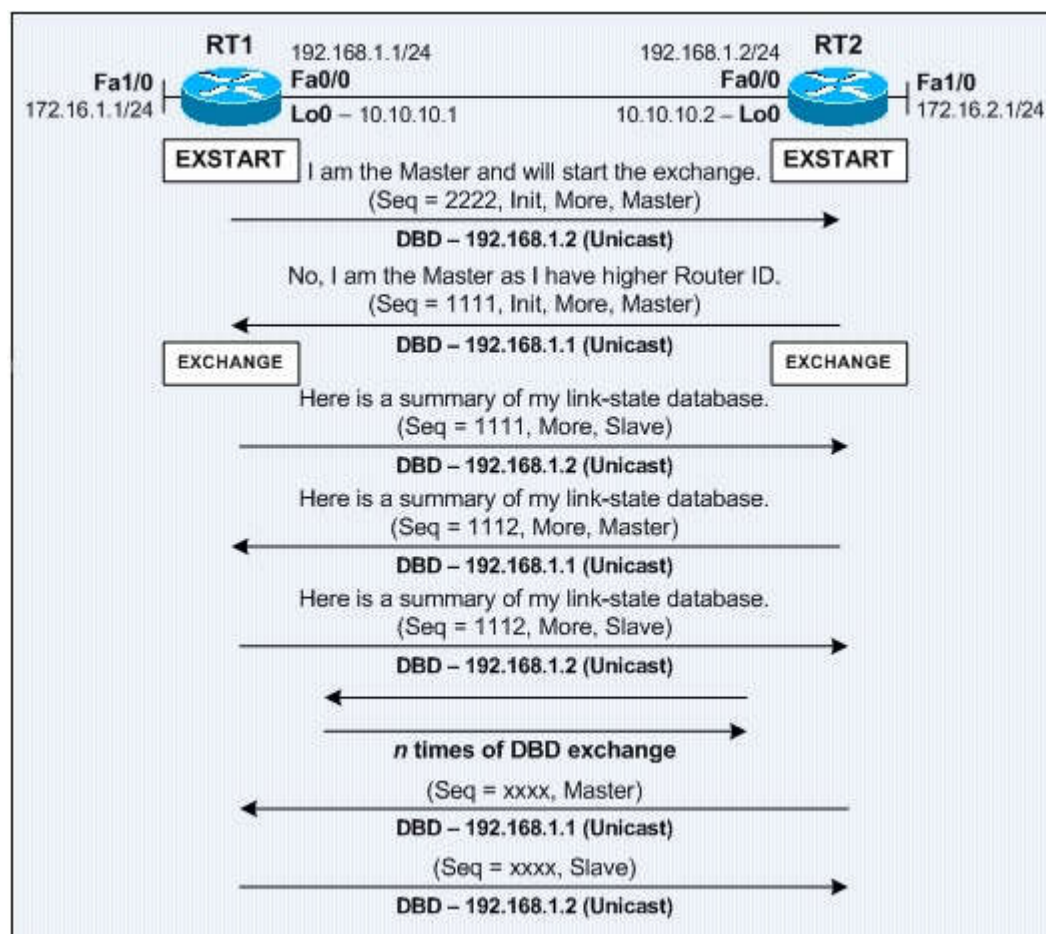 RT1
192.168.1.1/24
192.168.1.2/24
RT2
Fa1/0
Fa0/0
Fa0/0
Fa1/0
172.16.1.1/24
Lo0 – 10.10.10.1
10.10.10.2 – Lo0
172.16.2.1/24
EXSTART
EXSTART
I am the Master and will start the exchange.
(Seq = 2222, Init, More, Master)
DBD – 192.168.1.2 (Unicast)
No, I am the Master as I have higher Router ID.
(Seq = 1111, Init, More, Master)
DBD – 192.168.1.1 (Unicast)
EXCHANGE
EXCHANGE
Here is a summary of my link-state database.
(Seq = 1111, More, Slave)
DBD – 192.168.1.2 (Unicast)
Here is a summary of my link-state database.
(Seq = 1112, More, Master)
DBD – 192.168.1.1 (Unicast)
Here is a summary of my link-state database.
(Seq = 1112, More, Slave)
DBD – 192.168.1.2 (Unicast)
n times of DBD exchange
(Seq = xxxx, Master)
DBD – 192.168.1.1 (Unicast)
(Seq = xxxx, Slave)
DBD – 192.168.1.2 (Unicast)